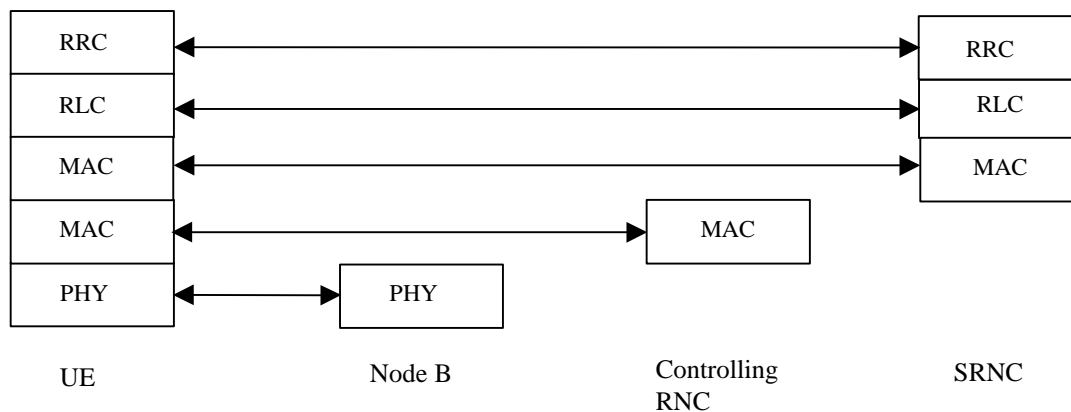 RRC
RRC
RLC
RLC
MAC
MAC
MAC
MAC
PHY
PHY
UE
Node B
Controlling
RNC
SRNC